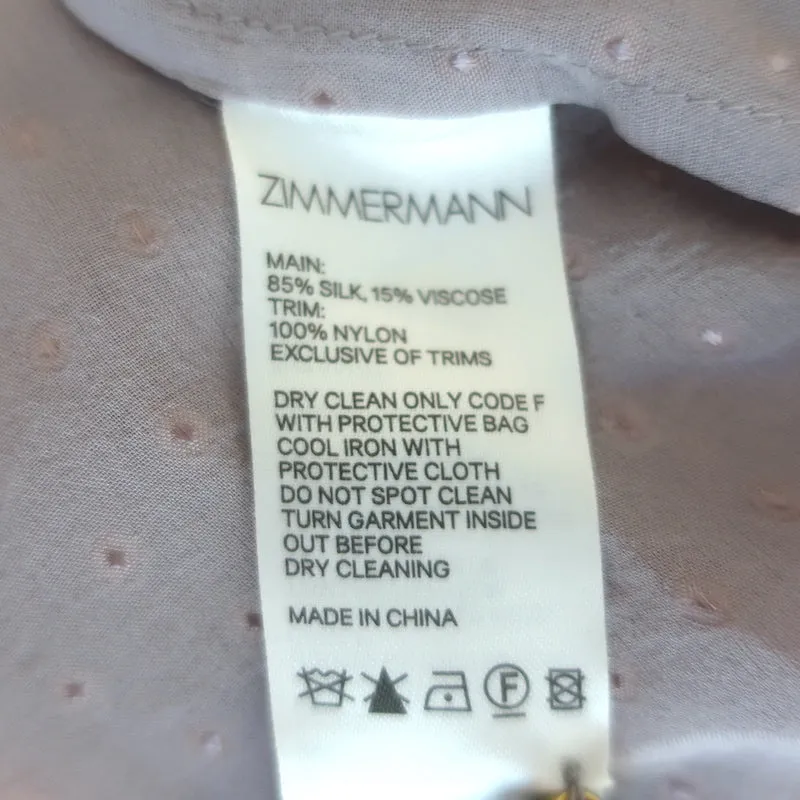 ZIMMERMANN
MAIN:
85% SILK, 15% VISCOSE
TRIM:
100% NYLON
EXCLUSIVE OF TRIMS
DRY CLEAN ONLY CODE F
WITH PROTECTIVE BAG
COOL IRON WITH
PROTECTIVE CLOTH
DO NOT SPOT CLEAN
TURN GARMENT INSIDE
OUT BEFORE
DRY CLEANING
MADE IN CHINA
F